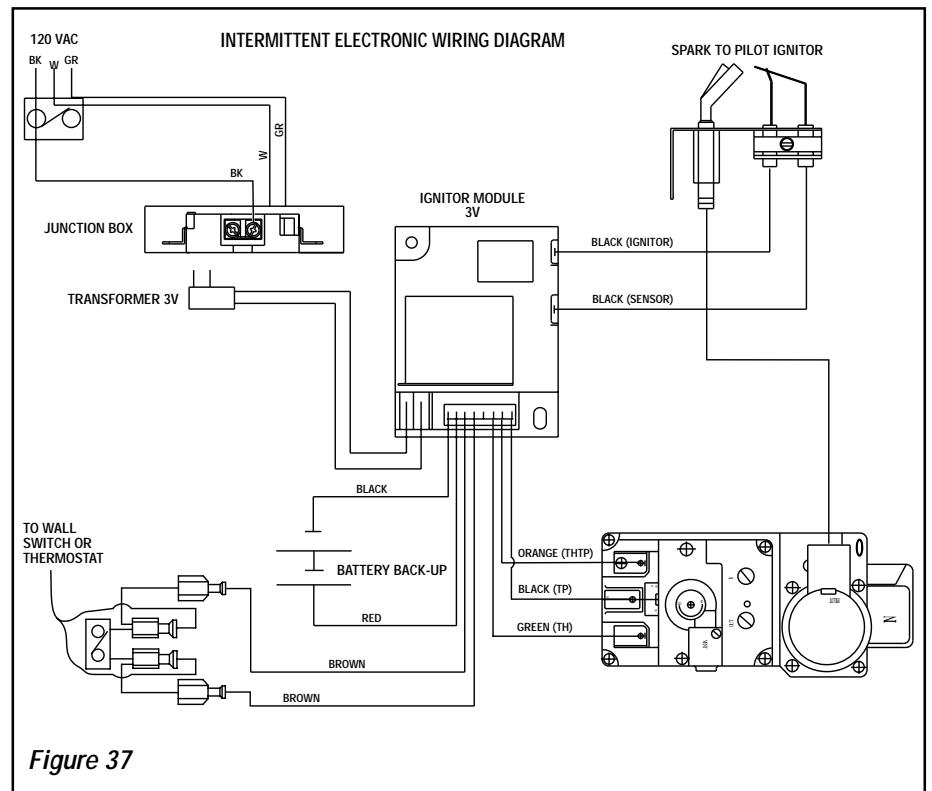 INTERMITTENT ELECTRONIC WIRING DIAGRAM
120 VAC
BK W GR
SPARK TO PILOT IGNITOR
W
GR
BK
IGNITOR MODULE
3V
JUNCTION BOX
BLACK (IGNITOR)
TRANSFORMER 3V
BLACK (SENSOR)
BLACK
TO WALL
SWITCH OR
THERMOSTAT
BATTERY BACK-UP
ORANGE (THTP)
BLACK (TP)
GREEN (TH)
RED
BROWN
BROWN
PILOT
N
Figure 37